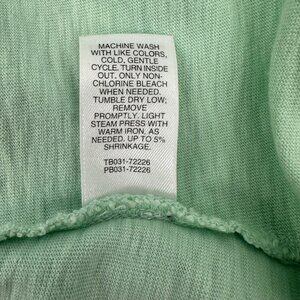 MACHINE WASH
WITH LIKE COLORS,
COLD, GENTLE
CYCLE. TURN INSIDE
OUT. ONLY NON-
CHLORINE BLEACH
WHEN NEEDED.
TUMBLE DRY LOW;
REMOVE
PROMPTLY. LIGHT
STEAM PRESS WITH
WARM IRON, AS
NEEDED. UP TO 5%
SHRINKAGE.
TB031-72226
PB031-72226